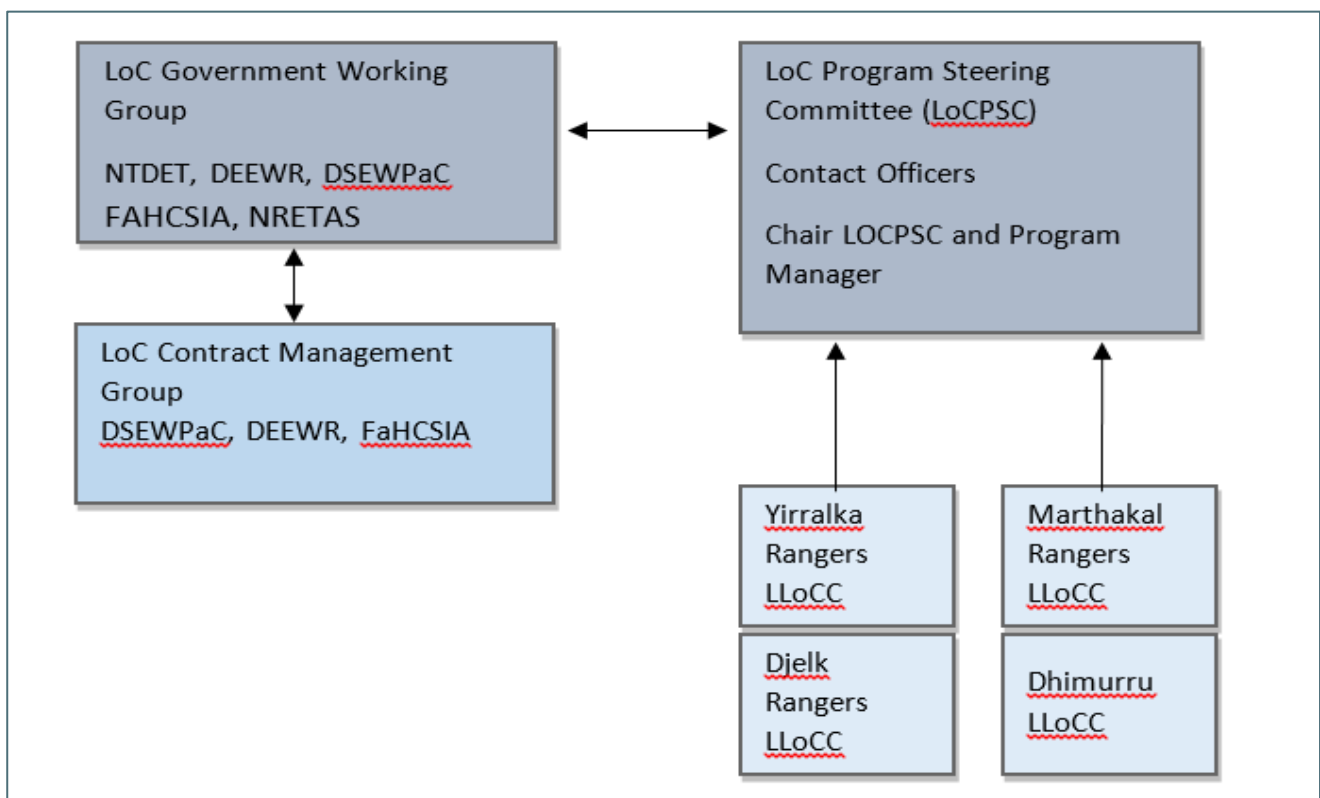 LoC Government Working
Group
NTDET, DEEWR, DSEWPaC
FAHCSIA, NRETAS
LoC Program Steering
Committee (LoCPSC)
Contact Officers
Chair LOCPSC and Program
Manager
LoC Contract Management
Group
DSEWPaC, DEEWR, FaHCSIA
Yirralka
Rangers
LLoCC
Marthakal
Rangers
LLoCC
Djelk
Rangers
LLoCC
Dhimurru
LLoCC